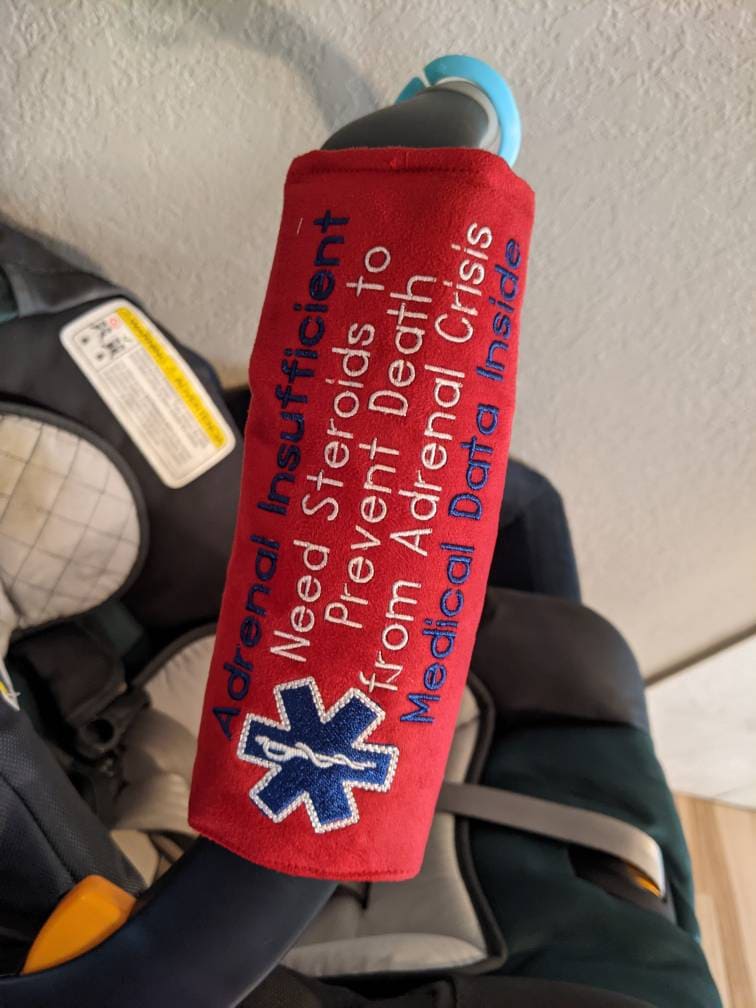 Adrenal Insufficient
Need Steroids to
Prevent Death
from Adrenal Crisis
Medical Data Inside